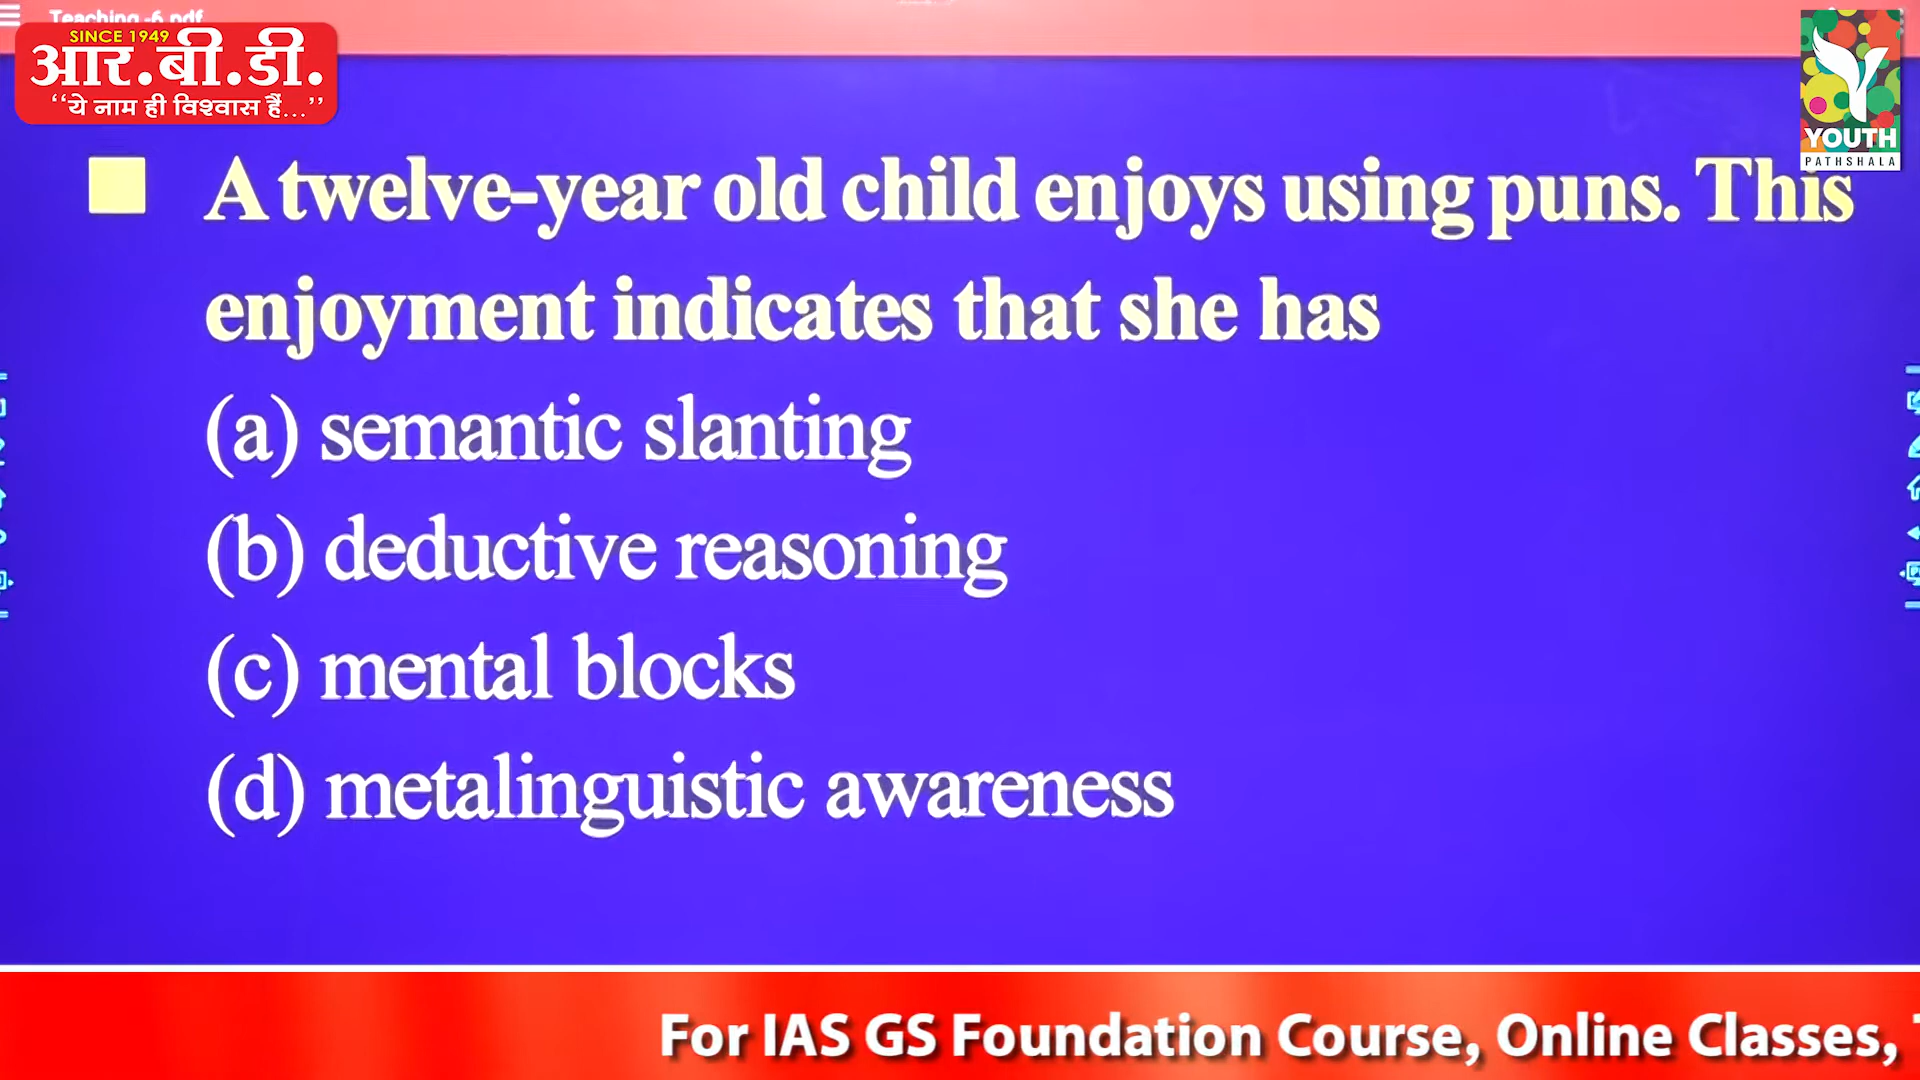 Teaching -6.pdf
SINCE 1949
आर.बी.डी.
“ये नाम ही विश्वास हैं...”
YOUTH
PATHSHALA
A twelve-year old child enjoys using puns. This
enjoyment indicates that she has
(a) semantic slanting
(b) deductive reasoning
(c) mental blocks
(d) metalinguistic awareness
For IAS GS Foundation Course, Online Classes,